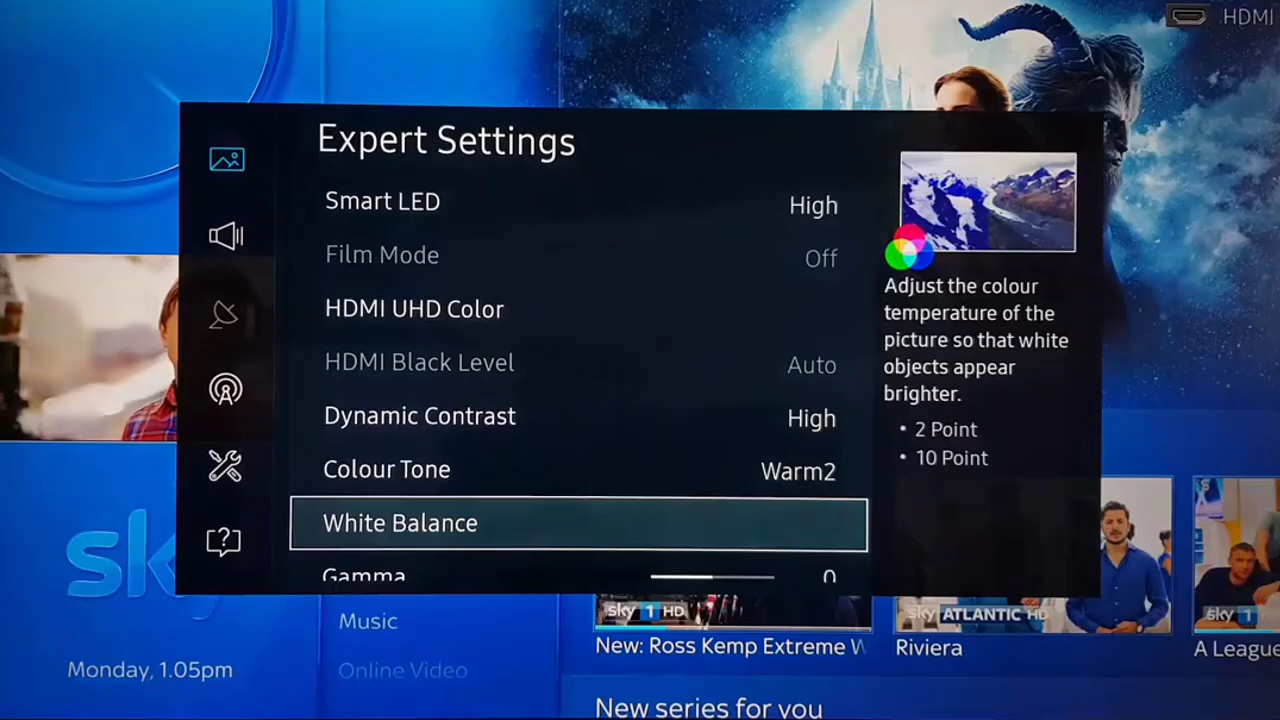 HDMI
Expert Settings
Smart LED High
Film Mode Off
HDMI UHD Color
HDMI Black Level Auto
Dynamic Contrast High
Colour Tone Warm2
White Balance
Gamma 0
Adjust the colour
temperature of the
picture so that white
objects appear
brighter.
• 2 Point
• 10 Point
sky
Monday, 1.05pm
Music
Online Video
sky 1 HD
New: Ross Kemp Extreme W
sky ATLANTIC HD
Riviera
sky 1
A League
New series for you